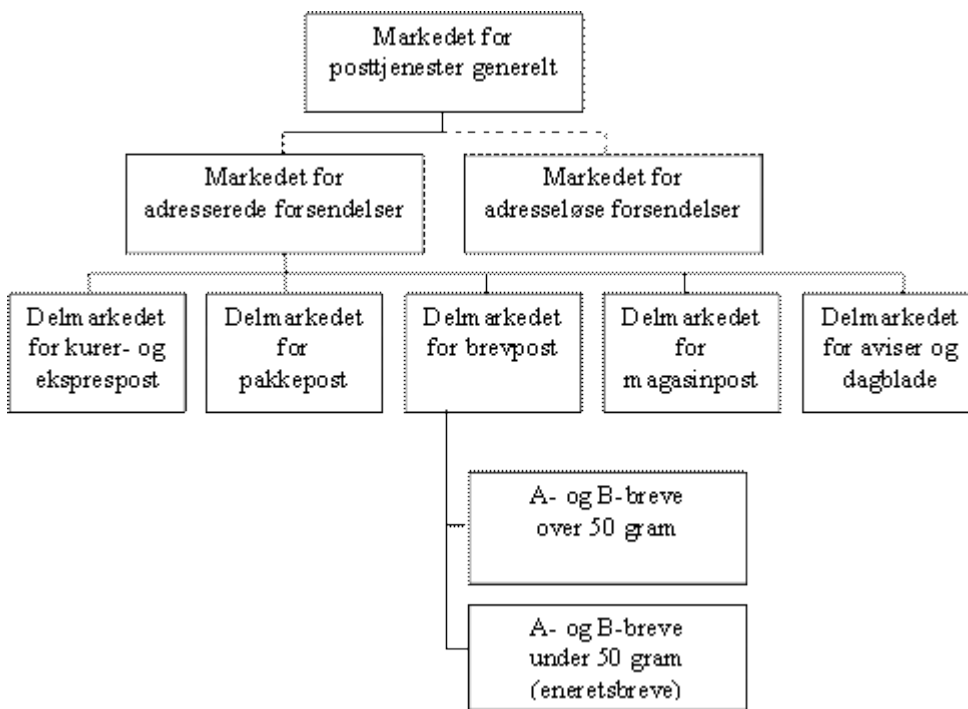 Markedet for
posttjenester generelt
Markedet for
adresserede forsendelser
Markedet for
adresseløse forsendelser
Delmarkedet
for kurer- og
eksprespost
Delmarkedet
for
pakkepost
Delmarkedet
for brevpost
Delmarkedet
for
magasinpost
Delmarkedet
for aviser og
dagblade
A- og B-breve
over 50 gram
A- og B-breve
under 50 gram
(eneretsbreve)